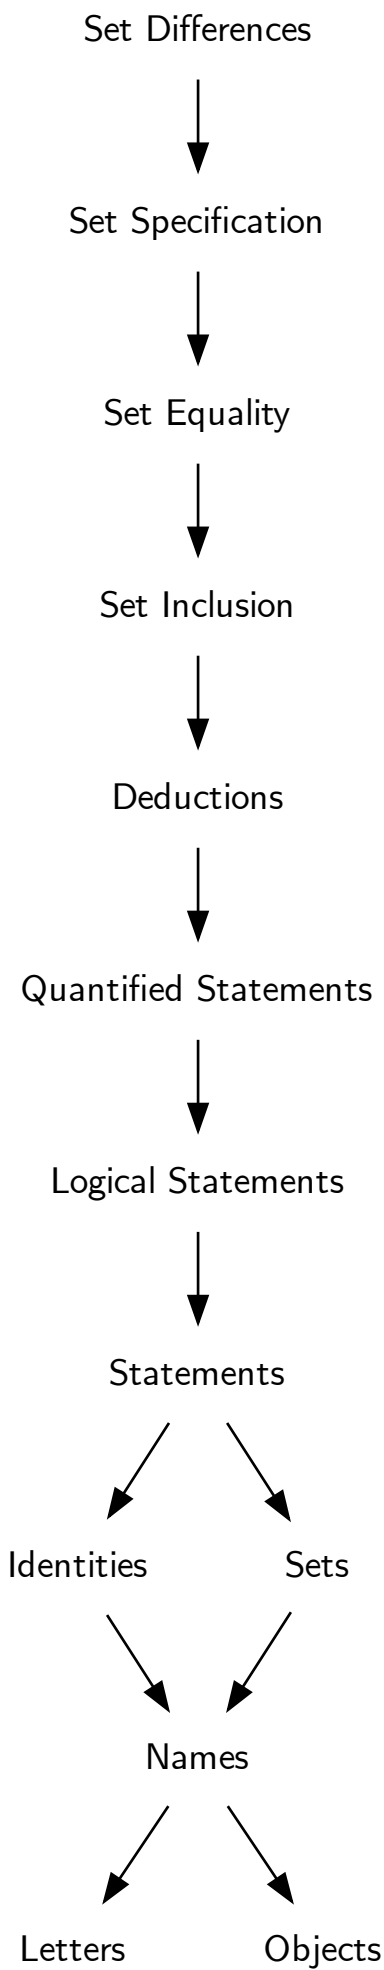 Set Differences
Set Specification
Set Equality
Set Inclusion
Deductions
Quantified Statements
Logical Statements
Statements
Identities
Sets
Names
Letters
Objects